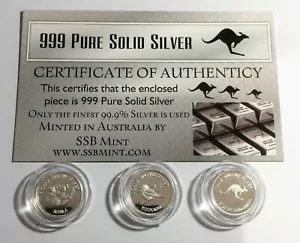 999 PURE SOLID SILVER
CERTIFICATE OF AUTHENTICITY
This certifies that the enclosed
piece is 999 Pure Solid Silver
ONLY THE FINEST 99.9% SILVER IS USED
MINTED IN AUSTRALIA BY
SSB MINT
WWW.SSBMINT.COM
KOALA